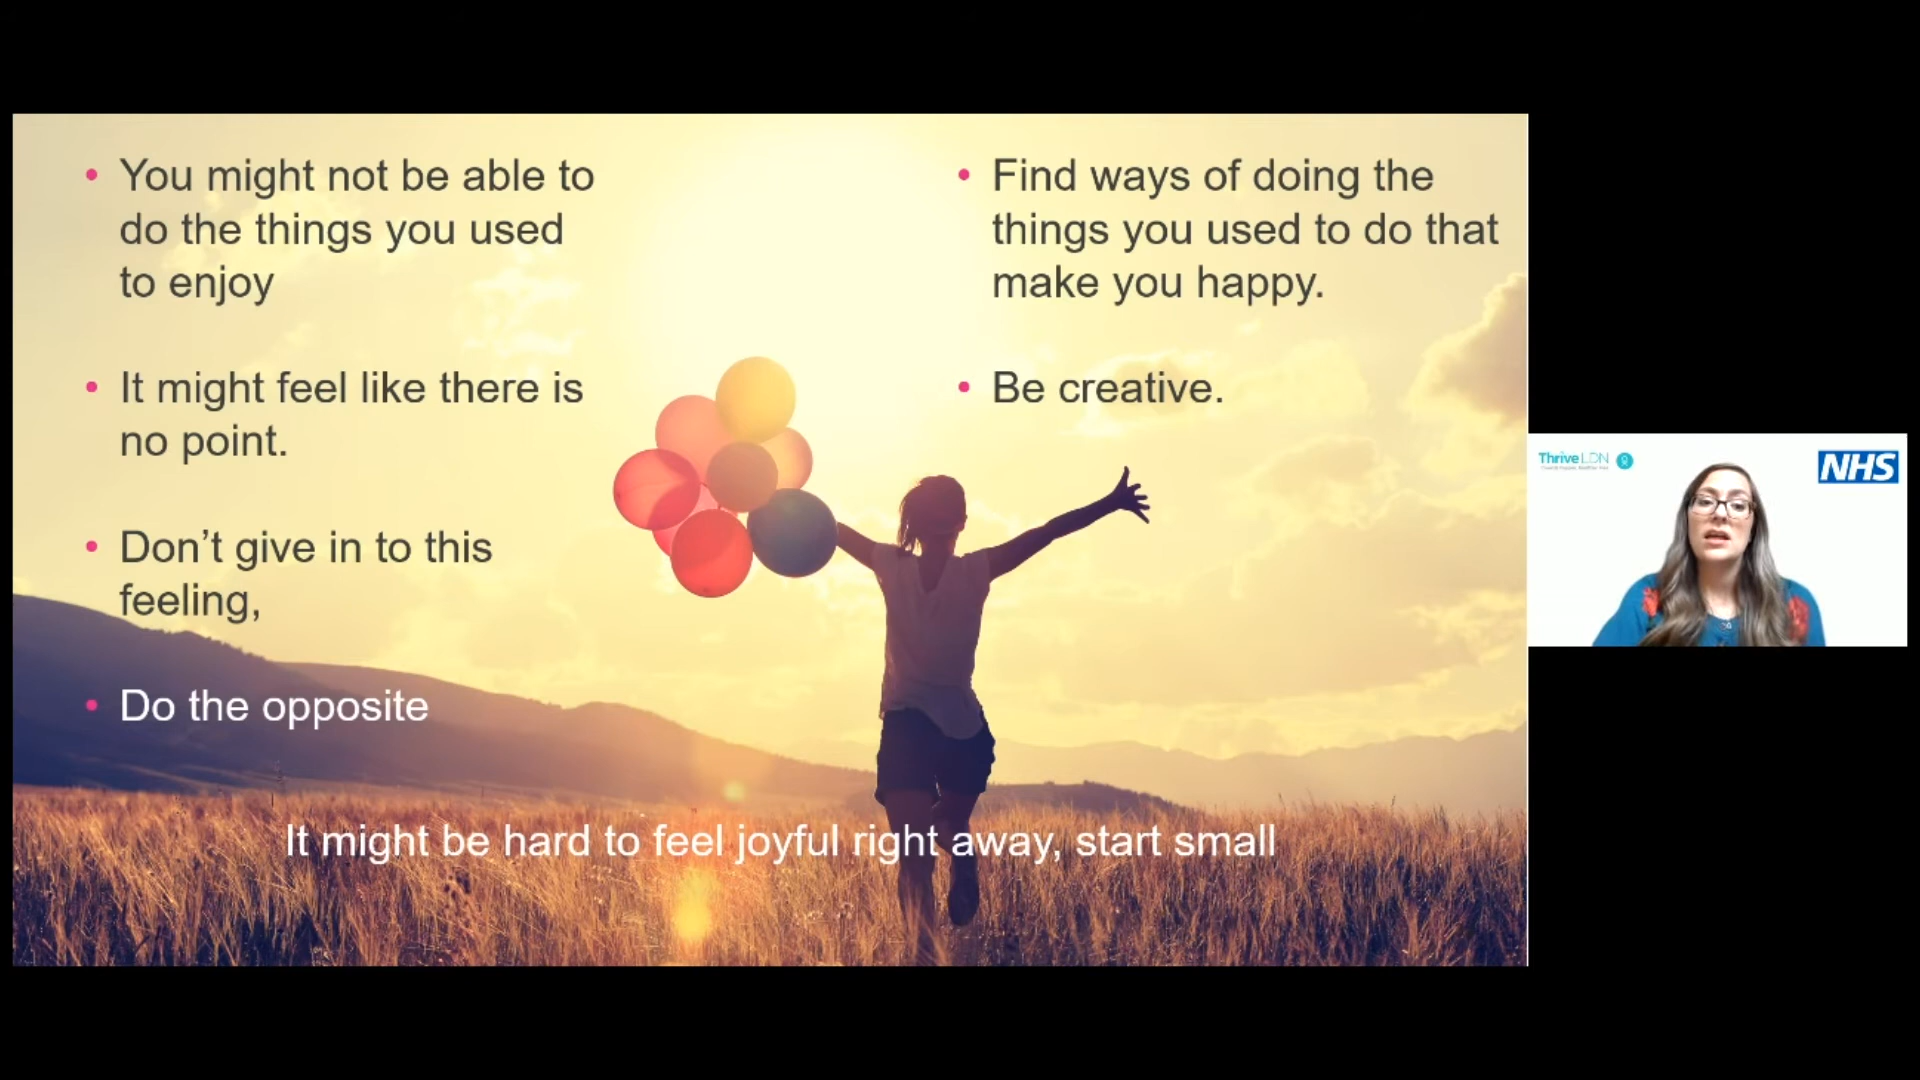 You might not be able to
do the things you used
to enjoy
It might feel like there is
no point.
Don’t give in to this
feeling,
Do the opposite
Find ways of doing the
things you used to do that
make you happy.
Be creative.
It might be hard to feel joyful right away, start small
Thrive LDN
NHS